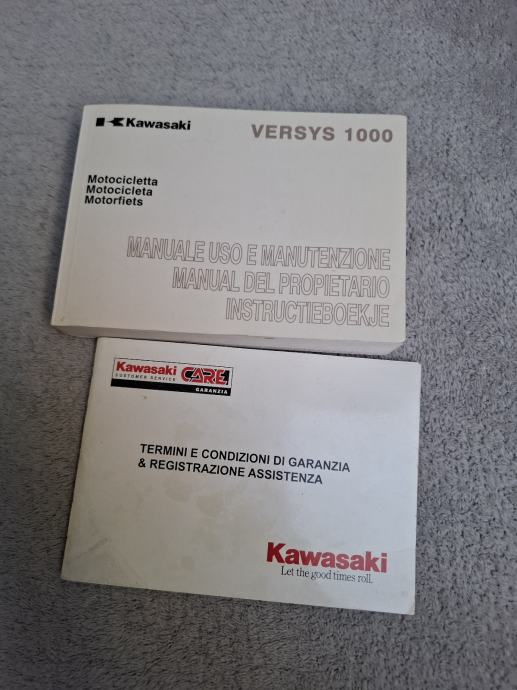 Kawasaki
VERSYS 1000
Motocicletta
Motocicleta
Motorfiets
MANUALE USO E MANUTENZIONE
MANUAL DEL PROPIETARIO
INSTRUCTIEBOEKJE
Kawasaki
CUSTOMER SERVICE
CARE
GARANZIA
TERMINI E CONDIZIONI DI GARANZIA
& REGISTRAZIONE ASSISTENZA
Kawasaki
Let the good times roll.